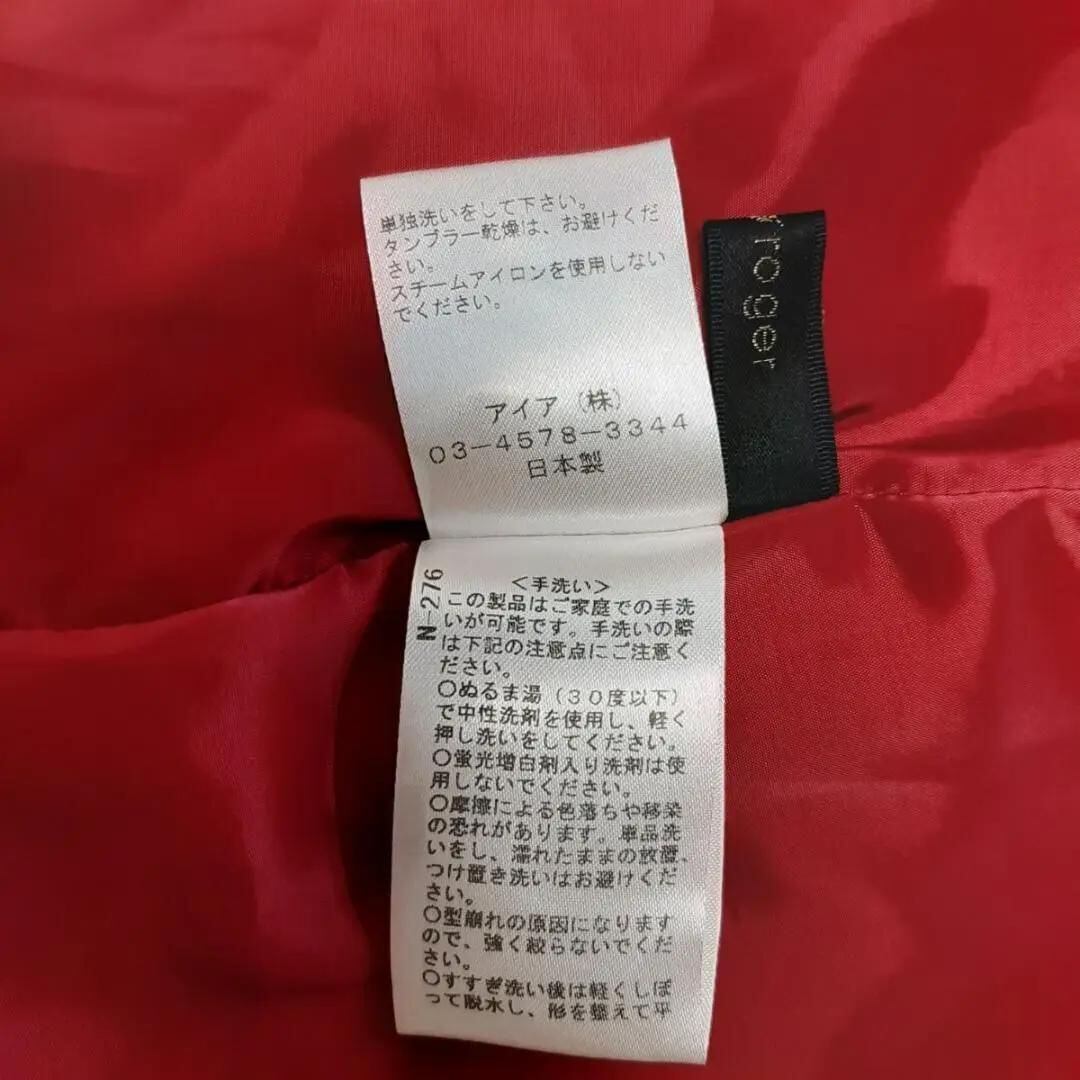 単独洗いをして下さい。
タンブラー乾燥は、お避けくだ
さい。
スチームアイロンを使用しない
でください。
アイア（株）
03-4578-3344
日本製
roger
N-276
＜手洗い＞
この製品はご家庭での手洗
いが可能です。手洗いの際
は下記の注意点にご注意く
ださい。
○ぬるま湯（30度以下）
で中性洗剤を使用し、軽く
押し洗いをしてください。
○蛍光増白剤入り洗剤は使
用しないでください。
○摩擦による色落ちや移染
の恐れがあります。単品洗
いをし、濡れたままの放置、
つけ置き洗いはお避けくだ
さい。
○型崩れの原因になります
ので、強く絞らないでくだ
さい。
○すすぎ洗い後は軽くしぼ
って脱水し、形を整えて平